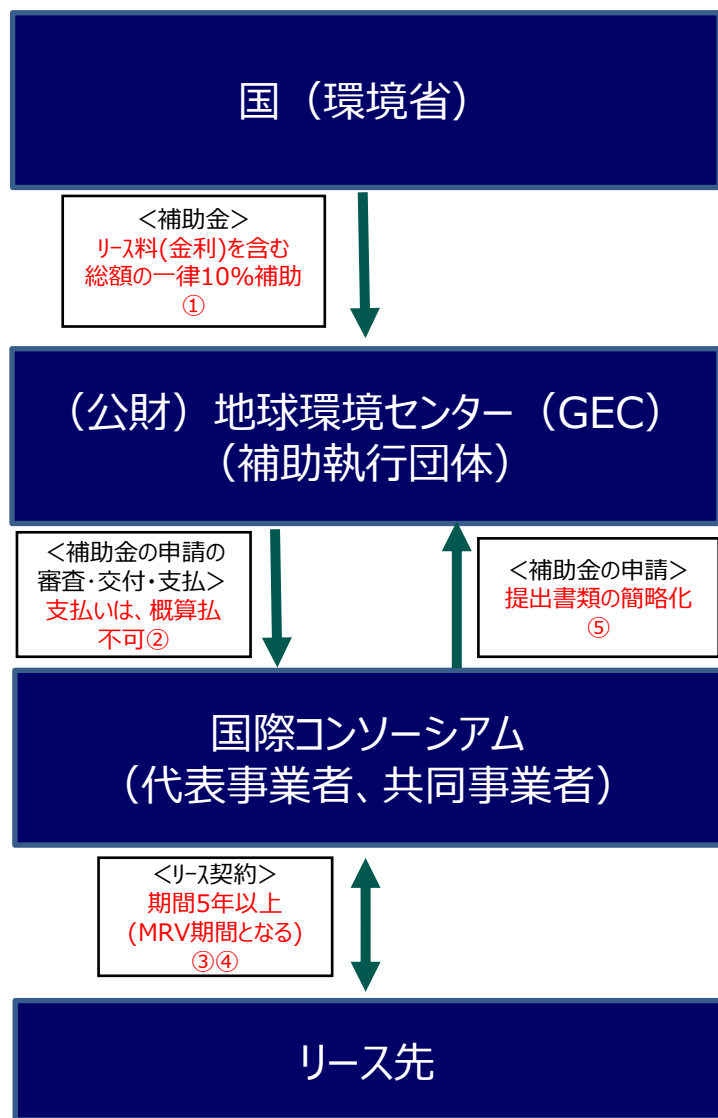 国（環境省）
＜補助金＞
ﾘｰｽ料(金利)を含む
総額の一律10%補助
①
（公財）地球環境センター（GEC）
（補助執行団体）
＜補助金の申請の
審査･交付･支払＞
支払いは、概算払
不可②
＜補助金の申請＞
提出書類の簡略化
⑤
国際ｺﾝソーシアム
（代表事業者、共同事業者）
＜ﾘｰｽ契約＞
期間5年以上
(MRV期間となる)
③④
リース先